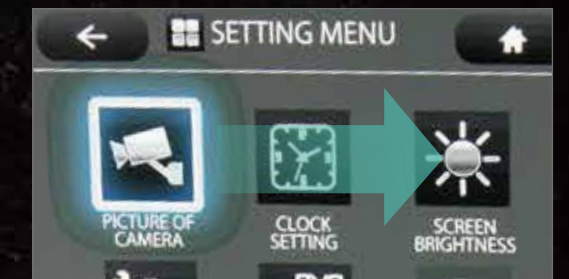 SETTING MENU
PICTURE OF
CAMERA
CLOCK
SETTING
SCREEN
BRIGHTNESS